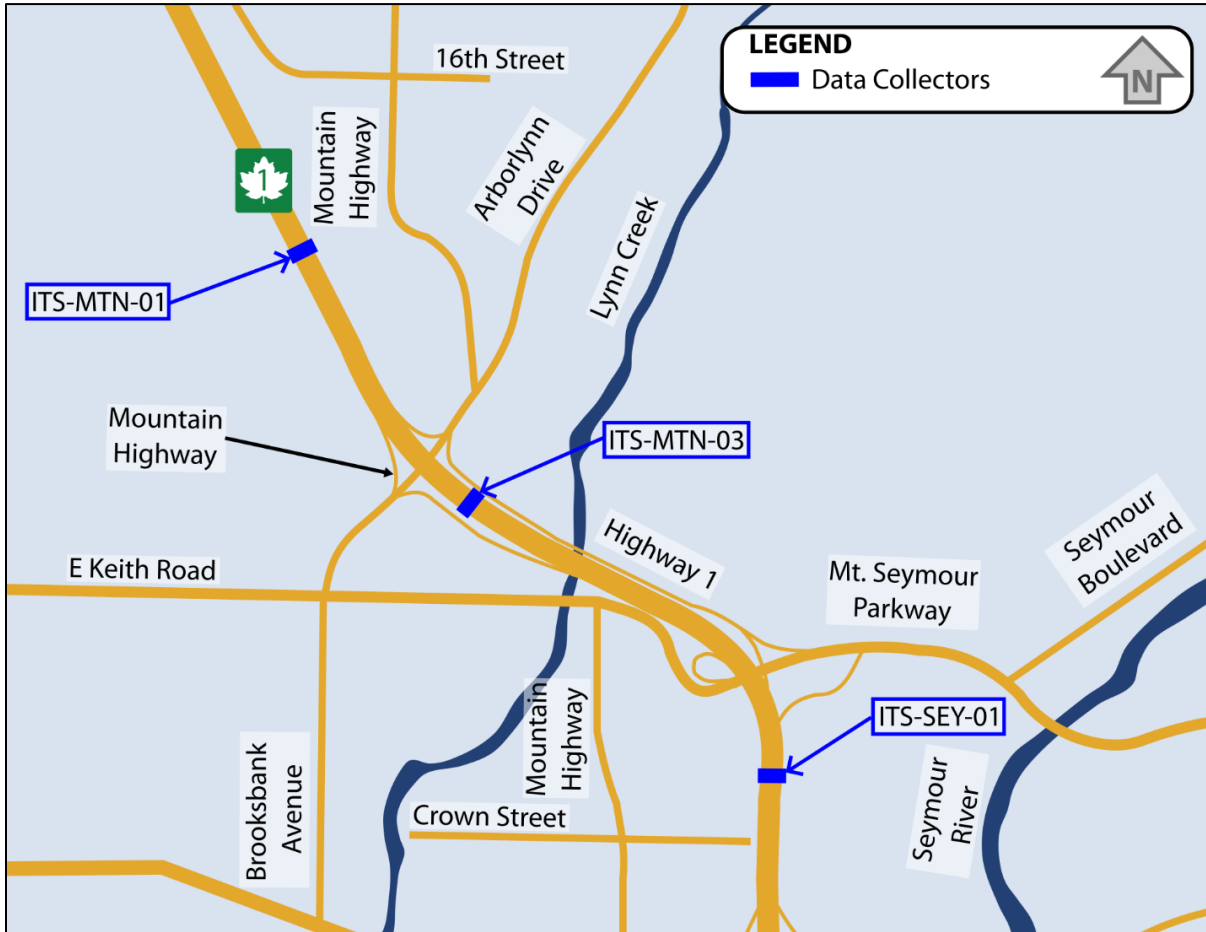 LEGEND
Data Collectors
N
16th Street
Mountain
Highway
Arborlynn
Drive
1
Lynn Creek
ITS-MTN-01
Mountain
Highway
ITS-MTN-03
Highway 1
Seymour
Boulevard
E Keith Road
Mt. Seymour
Parkway
ITS-SEY-01
Mountain
Highway
Brooksbank
Avenue
Crown Street
Seymour
River